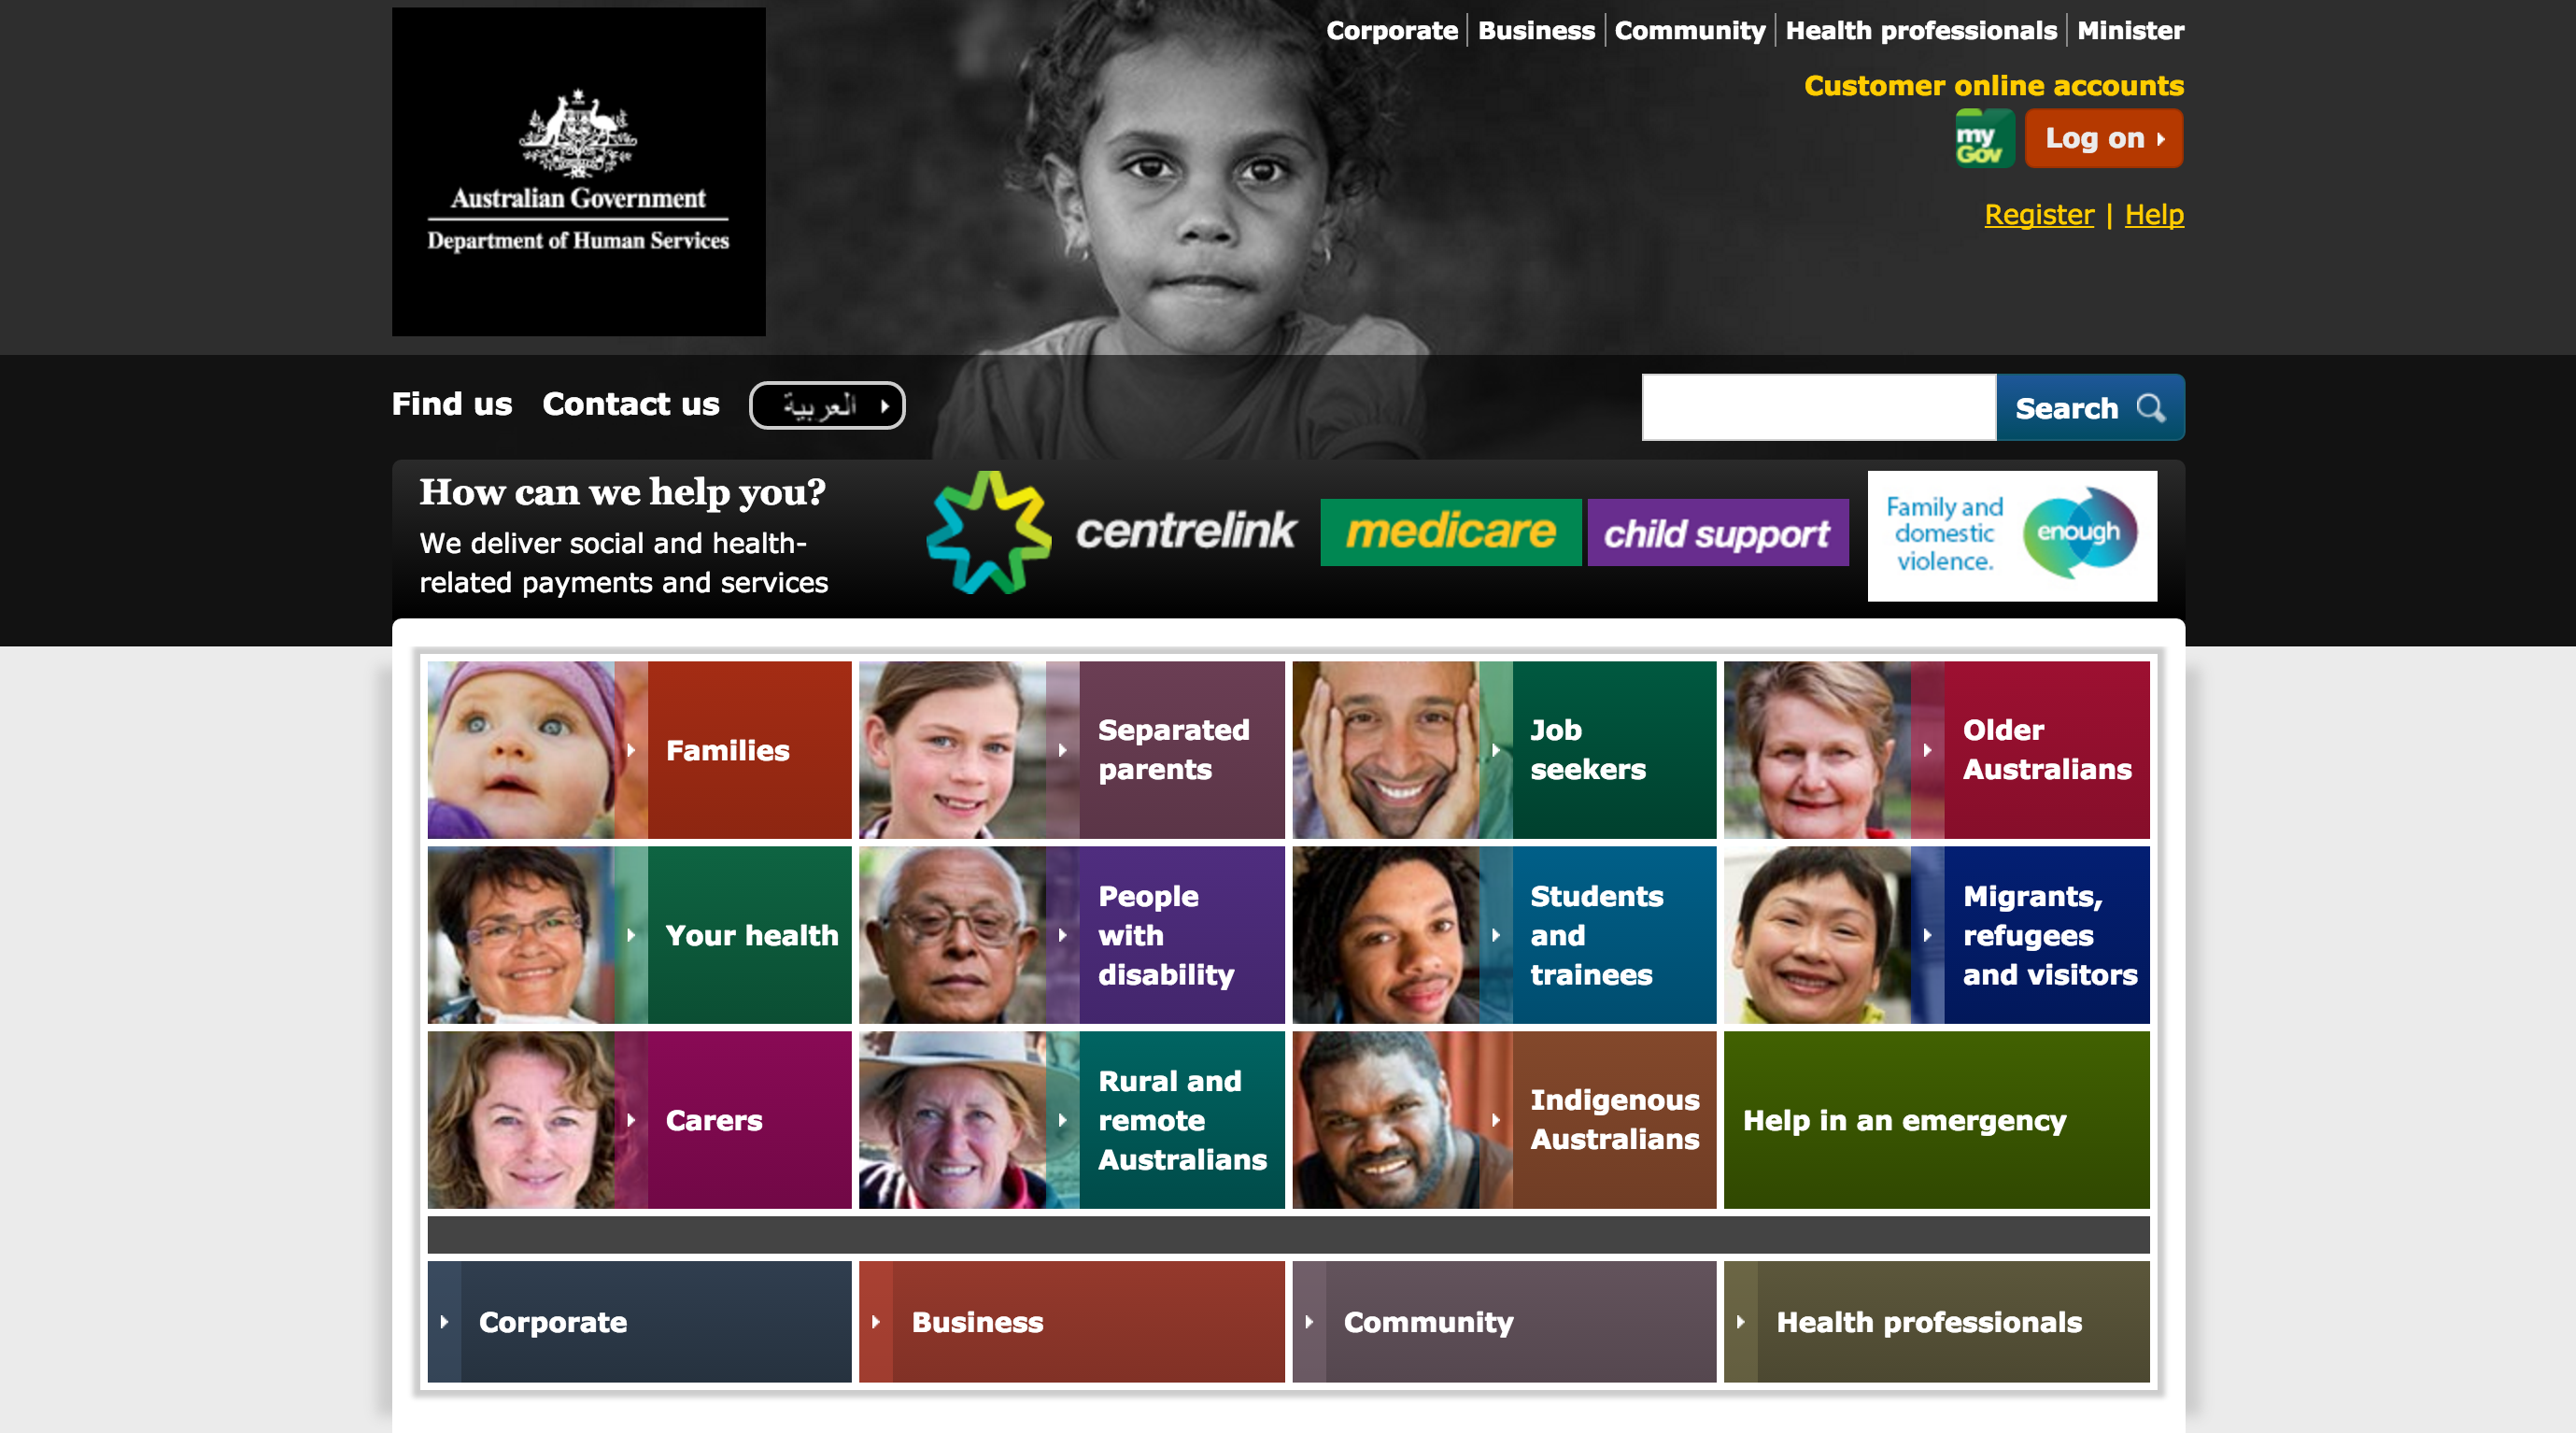 Corporate Business Community Health professionals Minister
Customer online accounts
my
Gov
Log on
Register | Help
Australian Government
Department of Human Services
Find us Contact us العربية
Search
How can we help you?
We deliver social and health-
related payments and services
centrelink
medicare
child support
Family and
domestic
violence.
enough
Families
Separated
parents
Job
seekers
Older
Australians
Your health
People
with
disability
Students
and
trainees
Migrants,
refugees
and visitors
Carers
Rural and
remote
Australians
Indigenous
Australians
Help in an emergency
Corporate
Business
Community
Health professionals